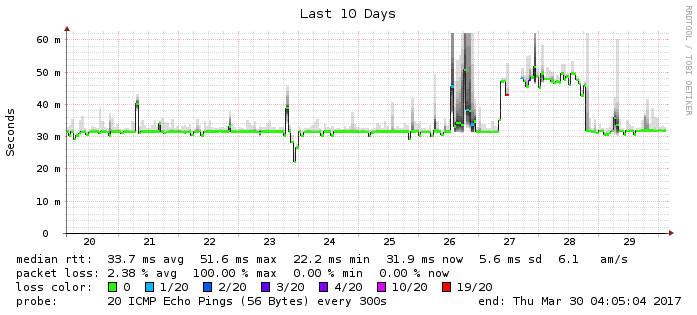 Last 10 Days
RRDTOOL / TOBI OETIKER
Seconds
60 m
50 m
40 m
30 m
20 m
10 m
0
20 21 22 23 24 25 26 27 28 29
median rtt: 33.7 ms avg 51.6 ms max 22.2 ms min 31.9 ms now 5.6 ms sd 6.1 am/s
packet loss: 2.38 % avg 100.00 % max 0.00 % min 0.00 % now
loss color: 0 1/20 2/20 3/20 4/20 10/20 19/20
probe: 20 ICMP Echo Pings (56 Bytes) every 300s end: Thu Mar 30 04:05:04 2017